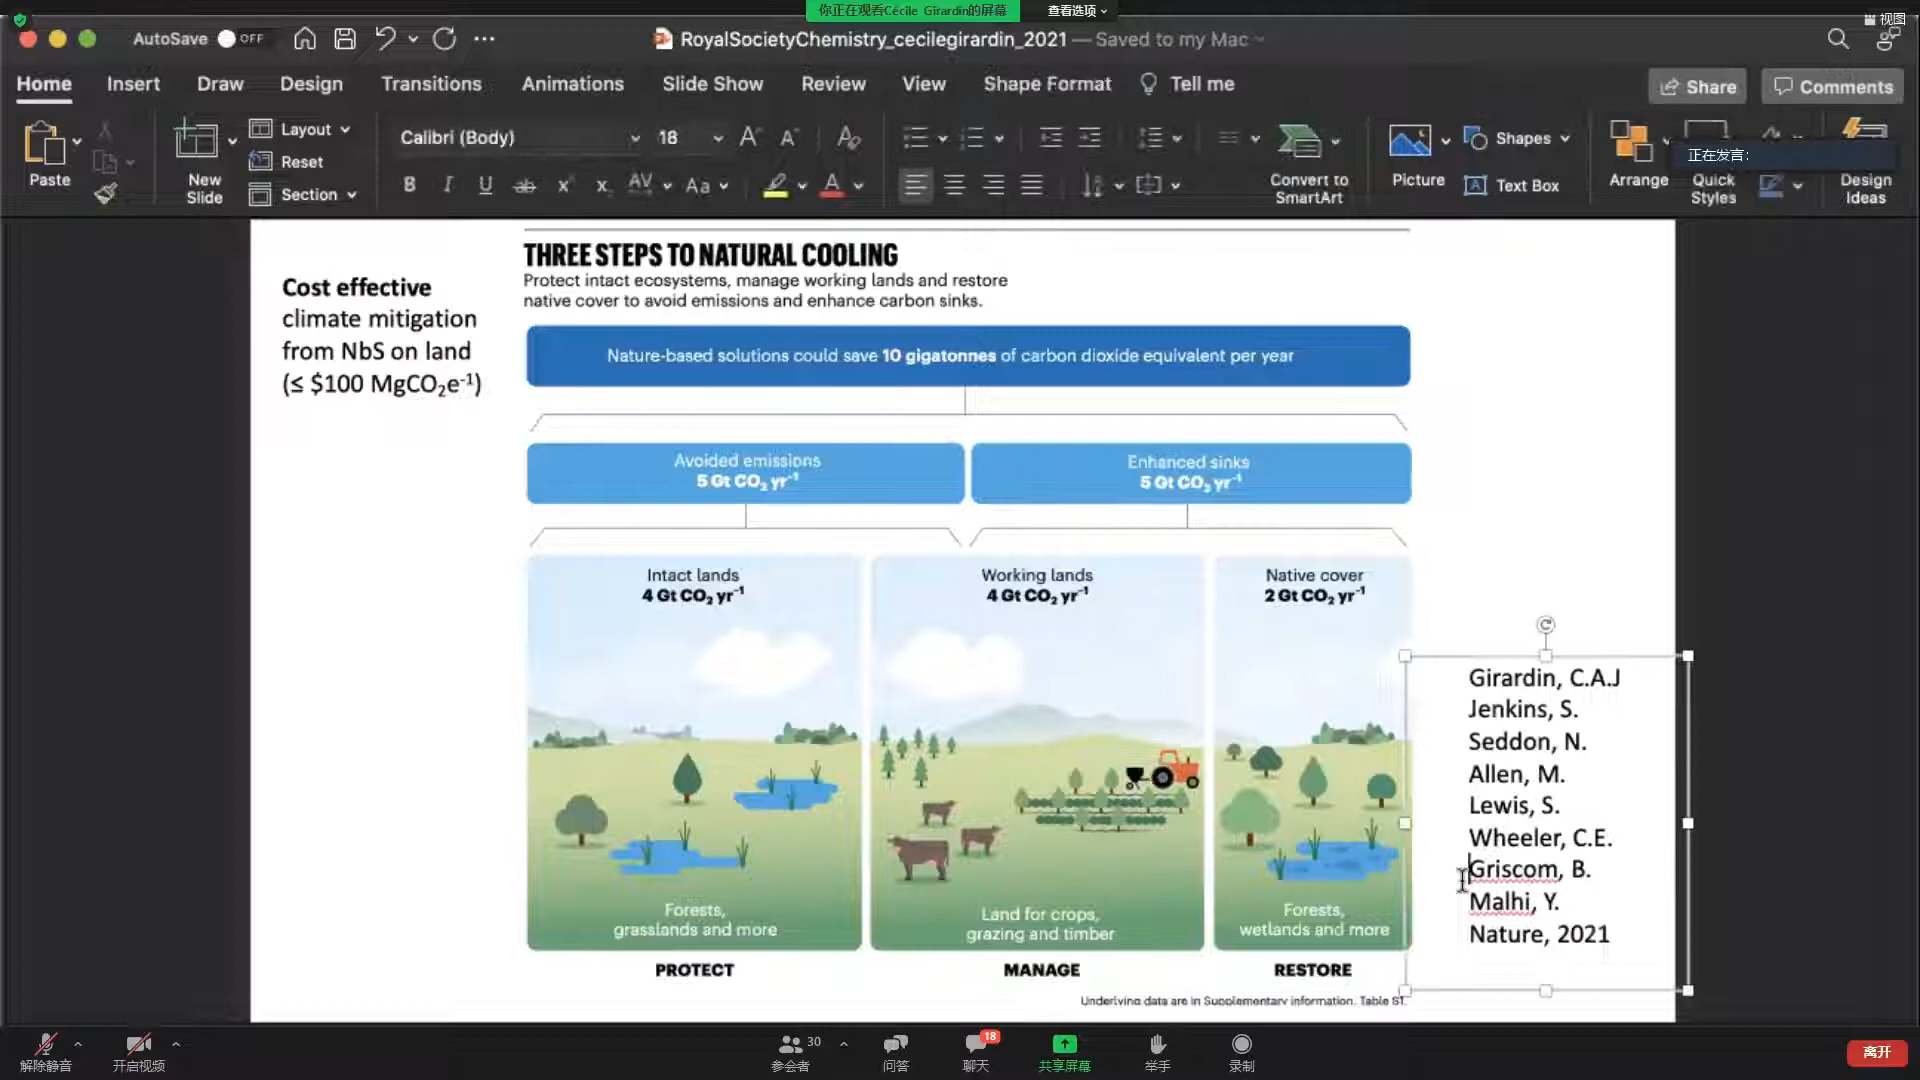 你正在观看Cécile Girardin的屏幕
查看选项
视图
AutoSave OFF
RoyalSocietyChemistry_cecilegirardin_2021 — Saved to my Mac
Home Insert Draw Design Transitions Animations Slide Show Review View Shape Format Tell me
Share Comments
Paste
New Slide
Layout
Reset
Section
Calibri (Body) 18
Convert to SmartArt
Picture
Shapes
Text Box
Arrange
Quick Styles
Design Ideas
正在发言:
Cost effective
climate mitigation
from NbS on land
(≤ $100 MgCO₂e⁻¹)
THREE STEPS TO NATURAL COOLING
Protect intact ecosystems, manage working lands and restore
native cover to avoid emissions and enhance carbon sinks.
Nature-based solutions could save 10 gigatonnes of carbon dioxide equivalent per year
Avoided emissions
5 Gt CO₂ yr⁻¹
Enhanced sinks
5 Gt CO₂ yr⁻¹
Intact lands
4 Gt CO₂ yr⁻¹
Working lands
4 Gt CO₂ yr⁻¹
Native cover
2 Gt CO₂ yr⁻¹
Forests,
grasslands and more
Land for crops,
grazing and timber
Forests,
wetlands and more
PROTECT
MANAGE
RESTORE
Underlying data are in Supplementary information, Table S1.
Girardin, C.A.J
Jenkins, S.
Seddon, N.
Allen, M.
Lewis, S.
Wheeler, C.E.
Griscom, B.
Malhi, Y.
Nature, 2021
解除静音
开启视频
30
参会者
问答
18
聊天
共享屏幕
举手
录制
离开